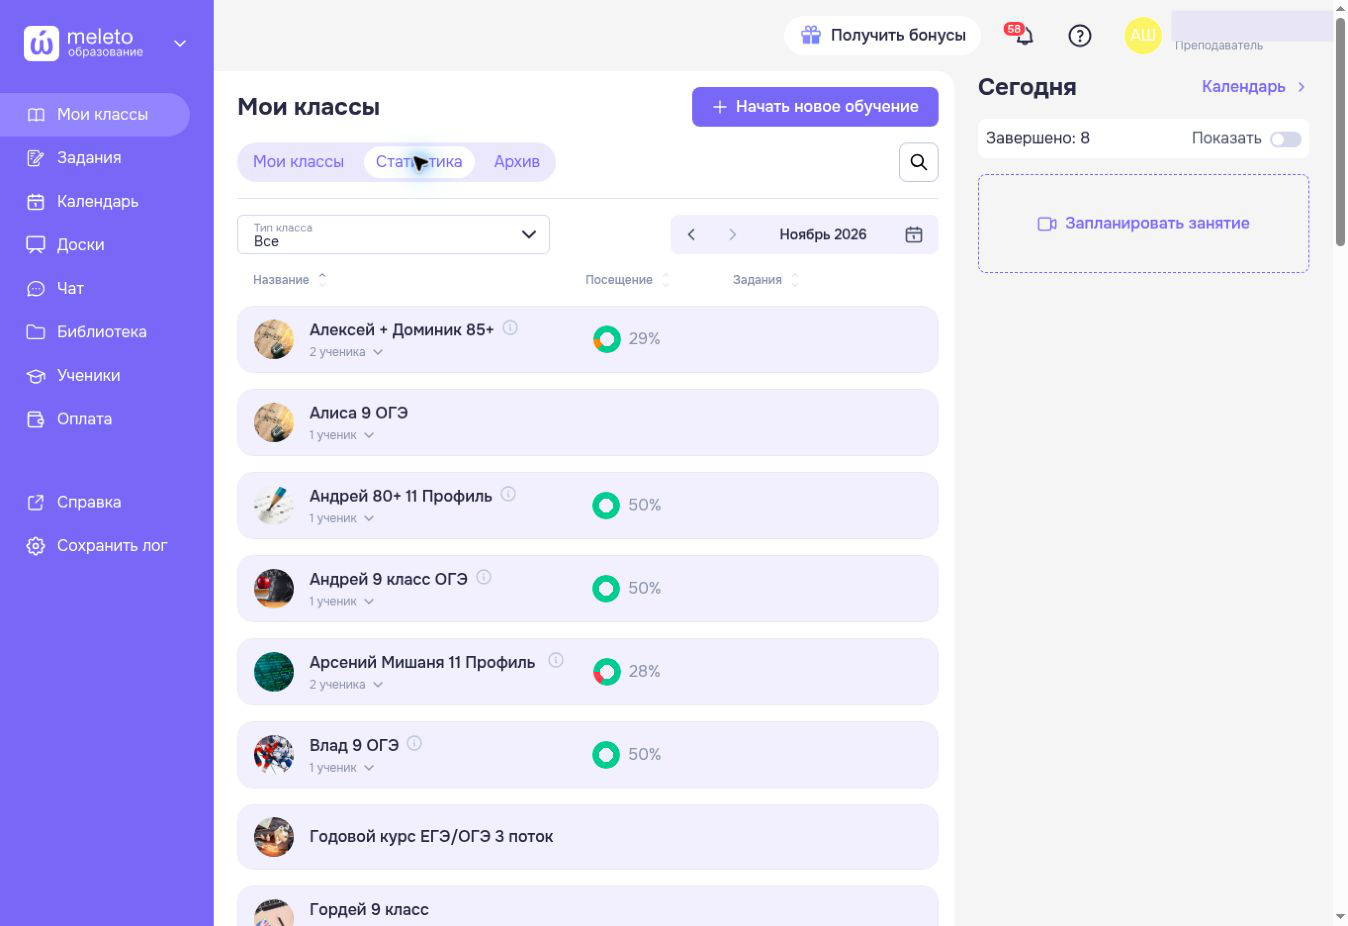 meleto
образование
Мои классы
Задания
Календарь
Доски
Чат
Библиотека
Ученики
Оплата
Справка
Сохранить лог
Получить бонусы
58
АШ
Преподаватель
Мои классы
Начать новое обучение
Мои классы
Статистика
Архив
Тип класса
Все
Ноябрь 2026
Название
Посещение
Задания
Алексей + Доминик 85+
2 ученика
29%
Алиса 9 ОГЭ
1 ученик
Андрей 80+ 11 Профиль
1 ученик
50%
Андрей 9 класс ОГЭ
1 ученик
50%
Арсений Мишаня 11 Профиль
2 ученика
28%
Влад 9 ОГЭ
1 ученик
50%
Годовой курс ЕГЭ/ОГЭ 3 поток
Гордей 9 класс
Сегодня
Календарь
Завершено: 8
Показать
Запланировать занятие